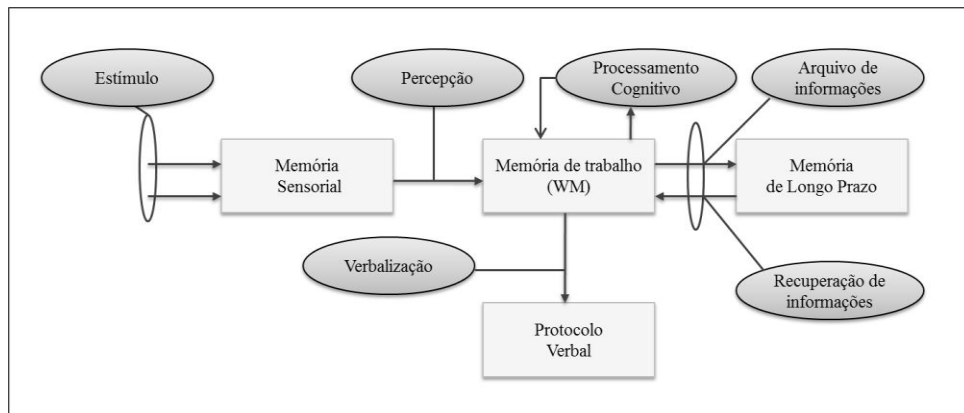 Estímulo
Percepção
Processamento
Cognitivo
Arquivo de
informações
Memória
Sensorial
Memória de trabalho
(WM)
Memória
de Longo Prazo
Verbalização
Recuperação de
informações
Protocolo
Verbal